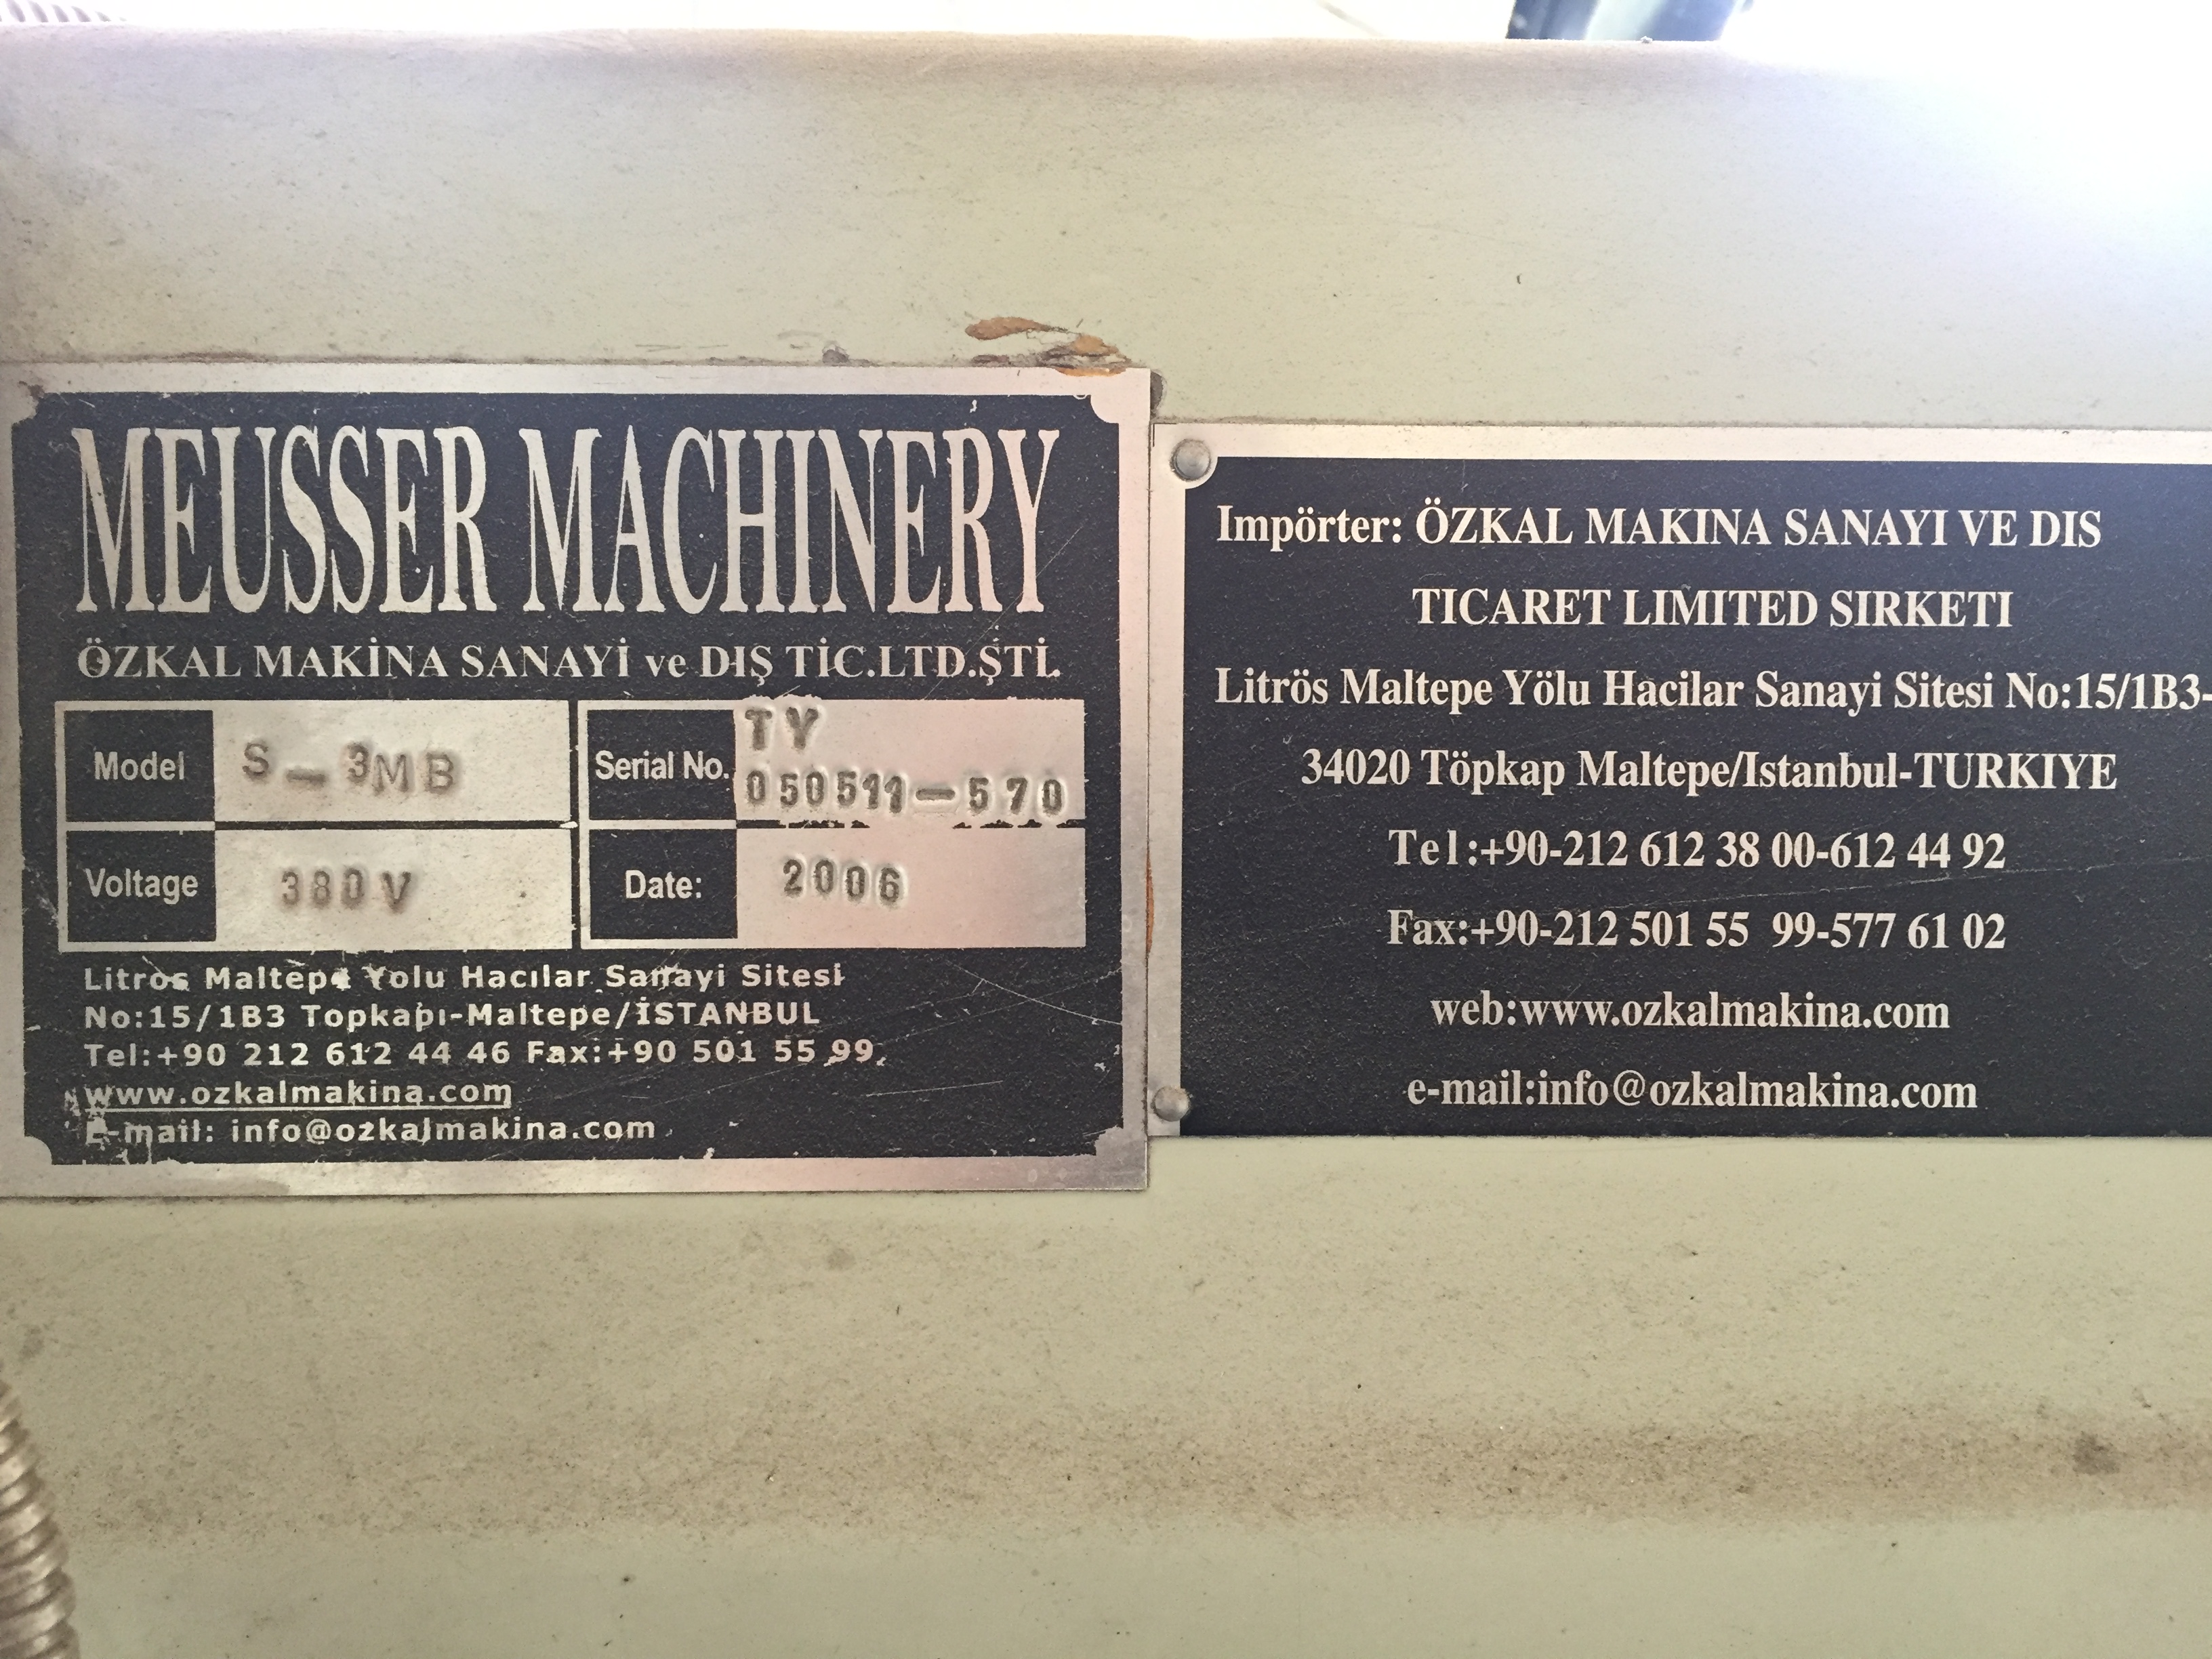 MEUSSER MACHINERY
ÖZKAL MAKİNA SANAYİ ve DIŞ TİC.LTD.ŞTİ.
Model S-3MB Serial No. TY 050511-570
Voltage 380V Date: 2006
Litros Maltepe Yolu Hacılar Sanayi Sitesi
No:15/1B3 Topkapı-Maltepe/İSTANBUL
Tel:+90 212 612 44 46 Fax:+90 501 55 99
www.ozkalmakina.com
E-mail: info@ozkalmakina.com
Impörter: ÖZKAL MAKINA SANAYI VE DIS
TICARET LIMITED SIRKETI
Liträs Maltepe Yölu Hacilar Sanayi Sitesi No:15/1B3-
34020 Töpkap Maltepe/Istanbul-TURKIYE
Tel:+90-212 612 38 00-612 44 92
Fax:+90-212 501 55 99-577 61 02
web:www.ozkalmakina.com
e-mail:info@ozkalmakina.com